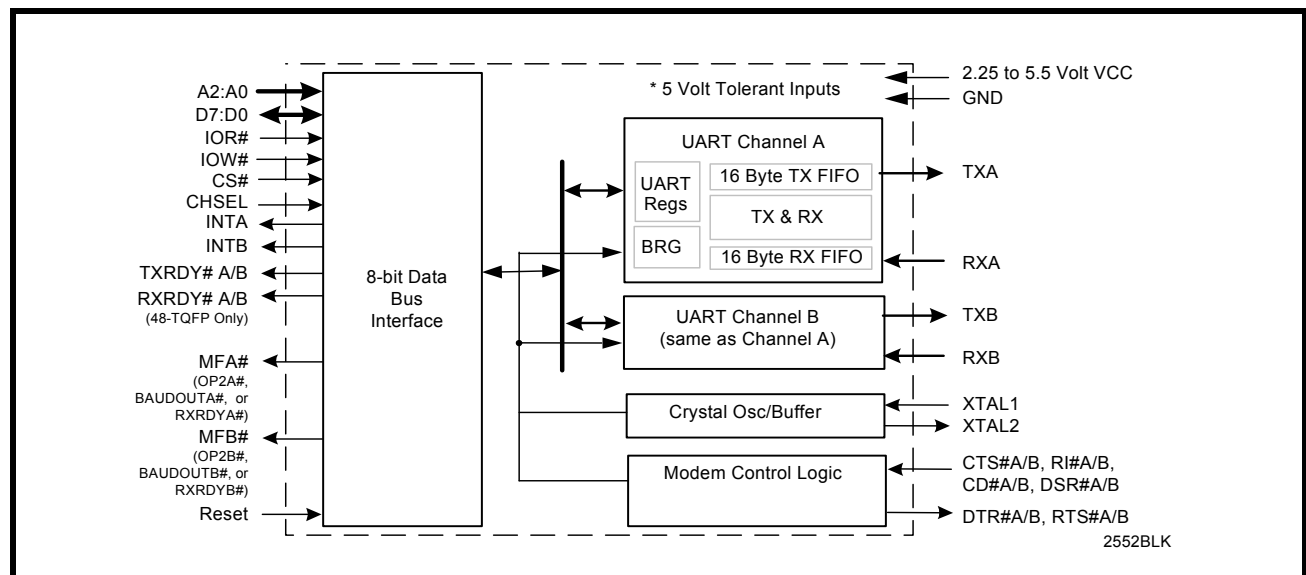 A2:A0
D7:D0
IOR#
IOW#
CS#
CHSEL
INTA
INTB
TXRDY# A/B
RXRDY# A/B
(48-TQFP Only)
MFA#
(OP2A#,
BAUDOUTA#, or
RXRDYA#)
MFB#
(OP2B#,
BAUDOUTB#, or
RXRDYB#)
Reset
8-bit Data
Bus
Interface
* 5 Volt Tolerant Inputs
UART Channel A
UART
Regs
BRG
16 Byte TX FIFO
TX & RX
16 Byte RX FIFO
UART Channel B
(same as Channel A)
Crystal Osc/Buffer
Modem Control Logic
2.25 to 5.5 Volt VCC
GND
TXA
RXA
TXB
RXB
XTAL1
XTAL2
CTS#A/B, RI#A/B,
CD#A/B, DSR#A/B
DTR#A/B, RTS#A/B
2552BLK